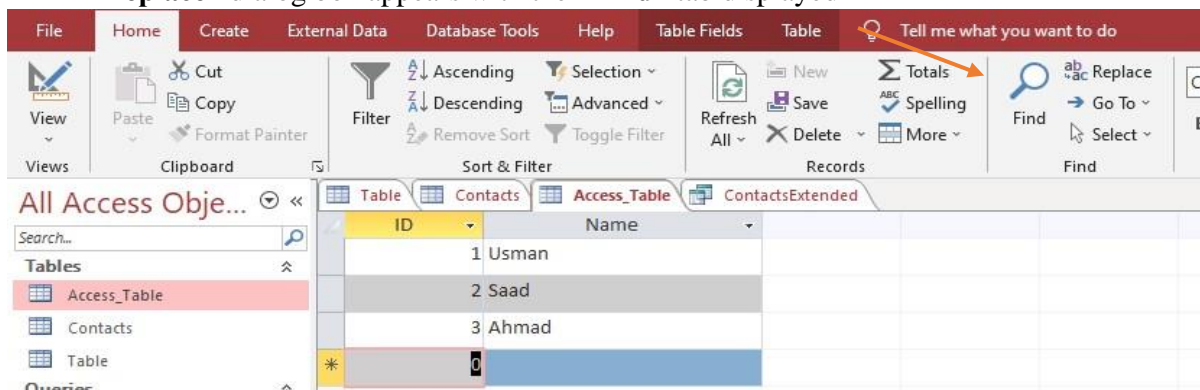 File Home Create External Data Database Tools Help Table Fields Table Tell me what you want to do
View
Views
Paste
Cut
Copy
Format Painter
Clipboard
Filter
Ascending
Descending
Remove Sort
Selection
Advanced
Toggle Filter
Sort & Filter
Refresh
All
New
Save
Delete
Totals
Spelling
More
Records
Find
Replace
Go To
Select
Find
All Access Obje...
Search...
Tables
Access_Table
Contacts
Table
Table Contacts Access_Table ContactsExtended
ID Name
1 Usman
2 Saad
3 Ahmad
* 0